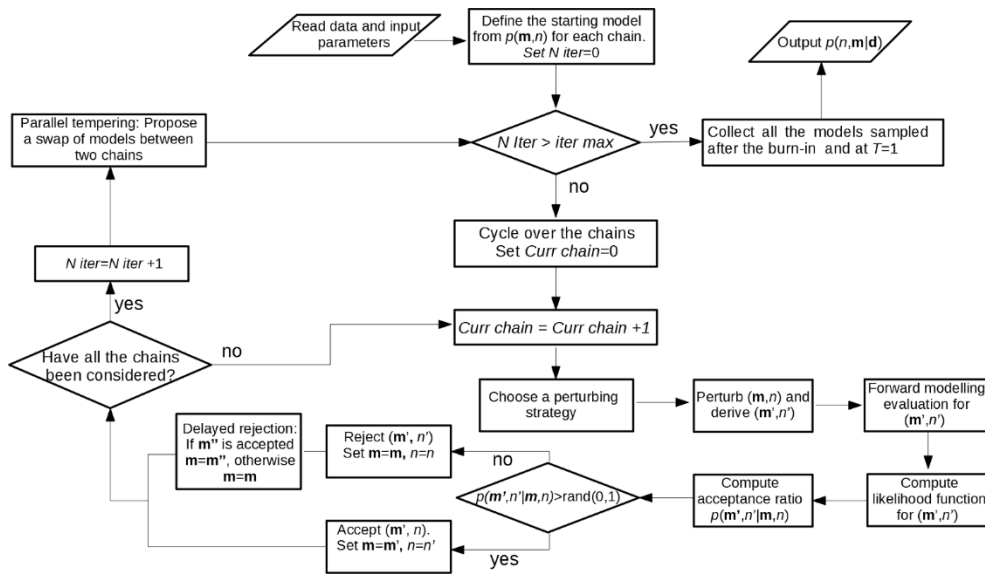 Read data and input
parameters
Define the starting model
from p(m,n) for each chain.
Set N iter=0
Output p(n,m|d)
Parallel tempering: Propose
a swap of models between
two chains
N Iter > iter max
yes
Collect all the models sampled
after the burn-in and at T=1
no
Cycle over the chains
Set Curr chain=0
N iter=N iter +1
yes
Curr chain = Curr chain +1
Have all the chains
been considered?
no
Choose a perturbing
strategy
Perturb (m,n) and
derive (m',n')
Forward modelling
evaluation for
(m',n')
Delayed rejection:
If m'' is accepted
m=m'', otherwise
m=m
Reject (m', n')
Set m=m, n=n
no
p(m',n'|m,n)>rand(0,1)
Compute
acceptance ratio
p(m',n'|m,n)
Compute
likelihood function
for (m',n')
Accept (m', n).
Set m=m', n=n'
yes